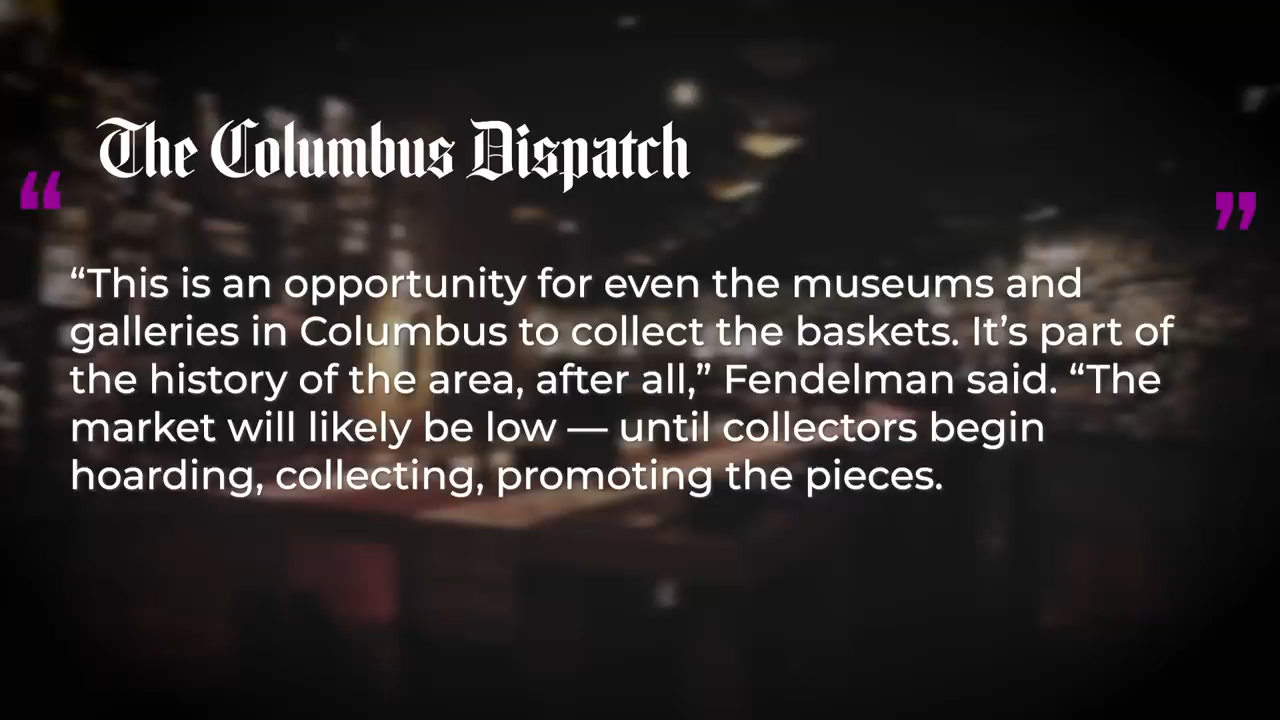 The Columbus Dispatch
“ ”
“This is an opportunity for even the museums and
galleries in Columbus to collect the baskets. It’s part of
the history of the area, after all,” Fendelman said. “The
market will likely be low — until collectors begin
hoarding, collecting, promoting the pieces.